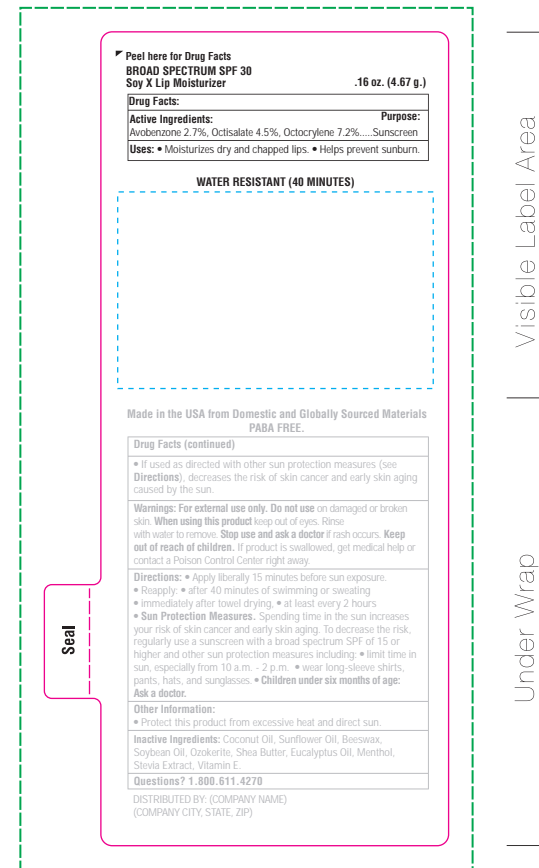 Peel here for Drug Facts
BROAD SPECTRUM SPF 30
Soy X Lip Moisturizer .16 oz. (4.67 g.)
Drug Facts:
Active Ingredients: Purpose:
Avobenzone 2.7%, Octisalate 4.5%, Octocrylene 7.2%.....Sunscreen
Uses: • Moisturizes dry and chapped lips. • Helps prevent sunburn.
WATER RESISTANT (40 MINUTES)
Made in the USA from Domestic and Globally Sourced Materials
PABA FREE.
Drug Facts (continued)
• If used as directed with other sun protection measures (see
Directions), decreases the risk of skin cancer and early skin aging
caused by the sun.
Warnings: For external use only. Do not use on damaged or broken
skin. When using this product keep out of eyes. Rinse
with water to remove. Stop use and ask a doctor if rash occurs. Keep
out of reach of children. If product is swallowed, get medical help or
contact a Poison Control Center right away.
Directions: • Apply liberally 15 minutes before sun exposure.
• Reapply: • after 40 minutes of swimming or sweating
• immediately after towel drying, • at least every 2 hours
• Sun Protection Measures. Spending time in the sun increases
your risk of skin cancer and early skin aging. To decrease the risk,
regularly use a sunscreen with a broad spectrum SPF of 15 or
higher and other sun protection measures including: • limit time in
sun, especially from 10 a.m. - 2 p.m. • wear long-sleeve shirts,
pants, hats, and sunglasses. • Children under six months of age:
Ask a doctor.
Other Information:
• Protect this product from excessive heat and direct sun.
Inactive Ingredients: Coconut Oil, Sunflower Oil, Beeswax,
Soybean Oil, Ozokerite, Shea Butter, Eucalyptus Oil, Menthol,
Stevia Extract, Vitamin E.
Questions? 1.800.611.4270
DISTRIBUTED BY: (COMPANY NAME)
(COMPANY CITY, STATE, ZIP)
Seal
Visible Label Area
Under Wrap